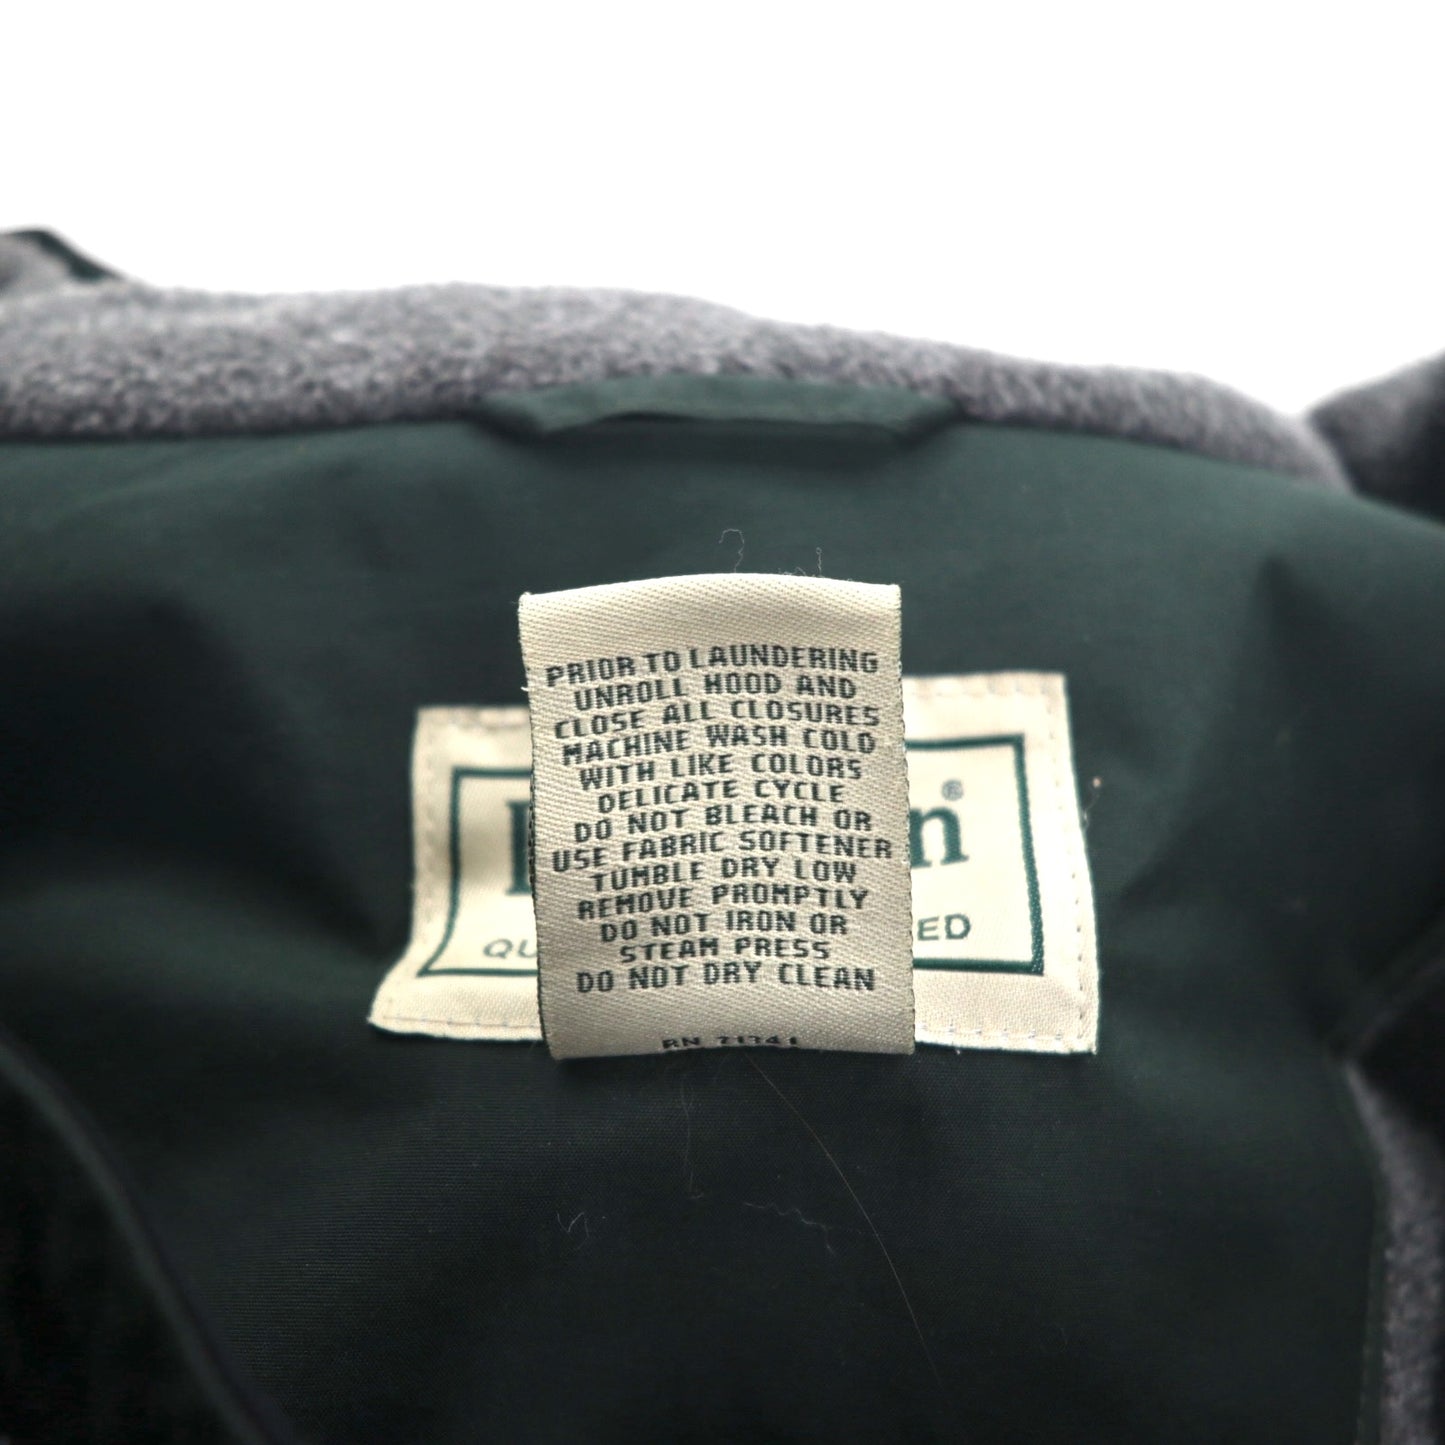 PRIOR TO LAUNDERING
UNROLL HOOD AND
CLOSE ALL CLOSURES
MACHINE WASH COLD
WITH LIKE COLORS
DELICATE CYCLE
DO NOT BLEACH OR
USE FABRIC SOFTENER
TUMBLE DRY LOW
REMOVE PROMPTLY
DO NOT IRON OR
STEAM PRESS
DO NOT DRY CLEAN
RN 71341